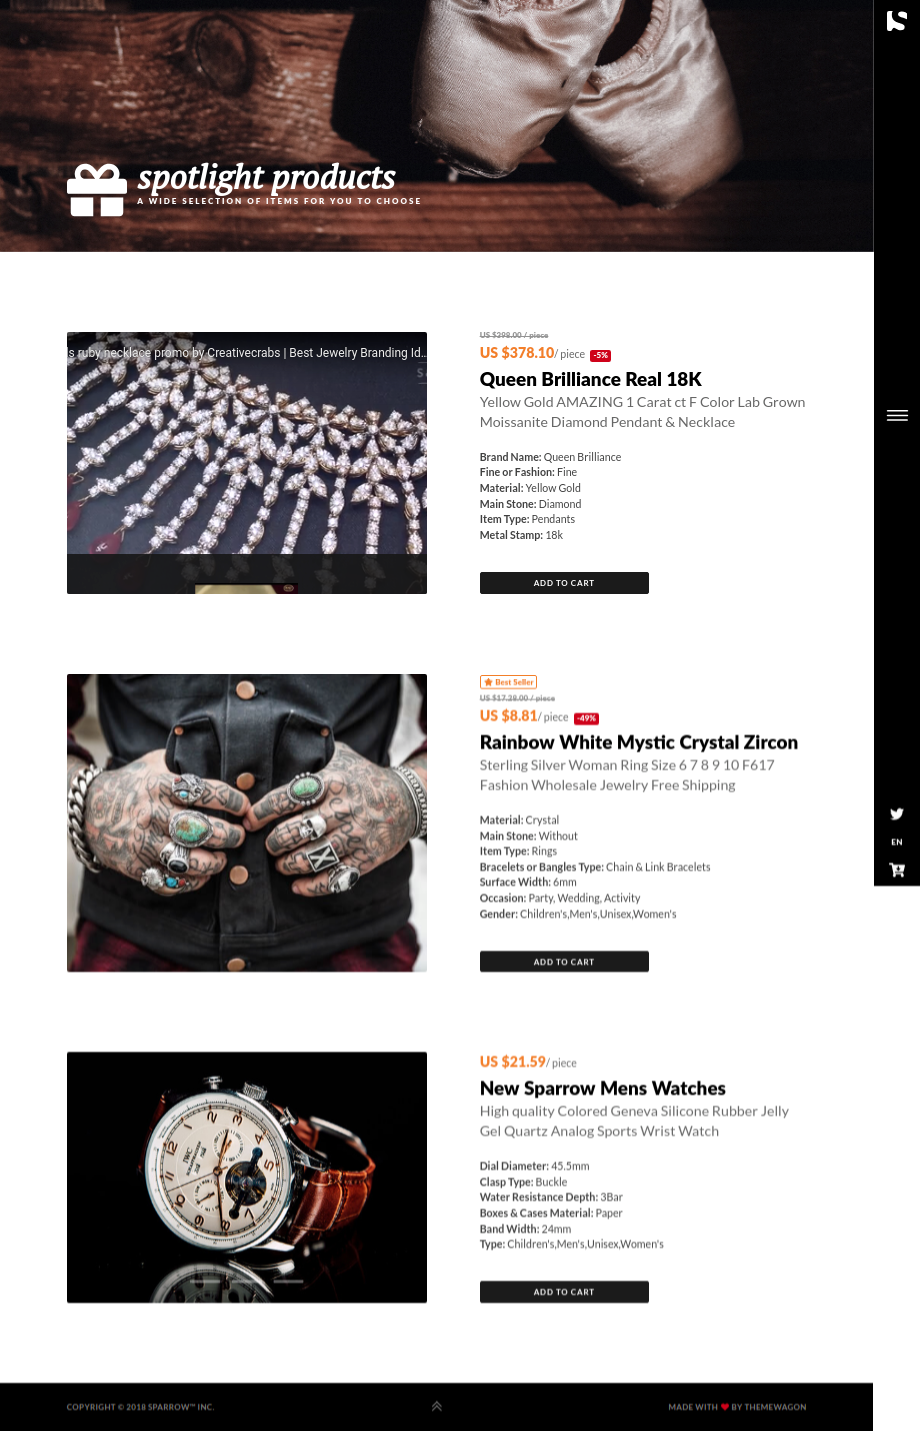 spotlight products
A WIDE SELECTION OF ITEMS FOR YOU TO CHOOSE
s ruby necklace promo by Creativecrabs | Best Jewelry Branding Id...
US $398.00 / piece
US $378.10/ piece -5%
Queen Brilliance Real 18K
Yellow Gold AMAZING 1 Carat ct F Color Lab Grown
Moissanite Diamond Pendant & Necklace
Brand Name: Queen Brilliance
Fine or Fashion: Fine
Material: Yellow Gold
Main Stone: Diamond
Item Type: Pendants
Metal Stamp: 18k
ADD TO CART
Best Seller
US $17.28.00 / piece
US $8.81/ piece -49%
Rainbow White Mystic Crystal Zircon
Sterling Silver Woman Ring Size 6 7 8 9 10 F617
Fashion Wholesale Jewelry Free Shipping
Material: Crystal
Main Stone: Without
Item Type: Rings
Bracelets or Bangles Type: Chain & Link Bracelets
Surface Width: 6mm
Occasion: Party, Wedding, Activity
Gender: Children's,Men's,Unisex,Women's
ADD TO CART
EN
US $21.59/ piece
New Sparrow Mens Watches
High quality Colored Geneva Silicone Rubber Jelly
Gel Quartz Analog Sports Wrist Watch
Dial Diameter: 45.5mm
Clasp Type: Buckle
Water Resistance Depth: 3Bar
Boxes & Cases Material: Paper
Band Width: 24mm
Type: Children's,Men's,Unisex,Women's
ADD TO CART
IWC
COPYRIGHT © 2018 SPARROW™ INC.
MADE WITH ❤ BY THEMEWAGON